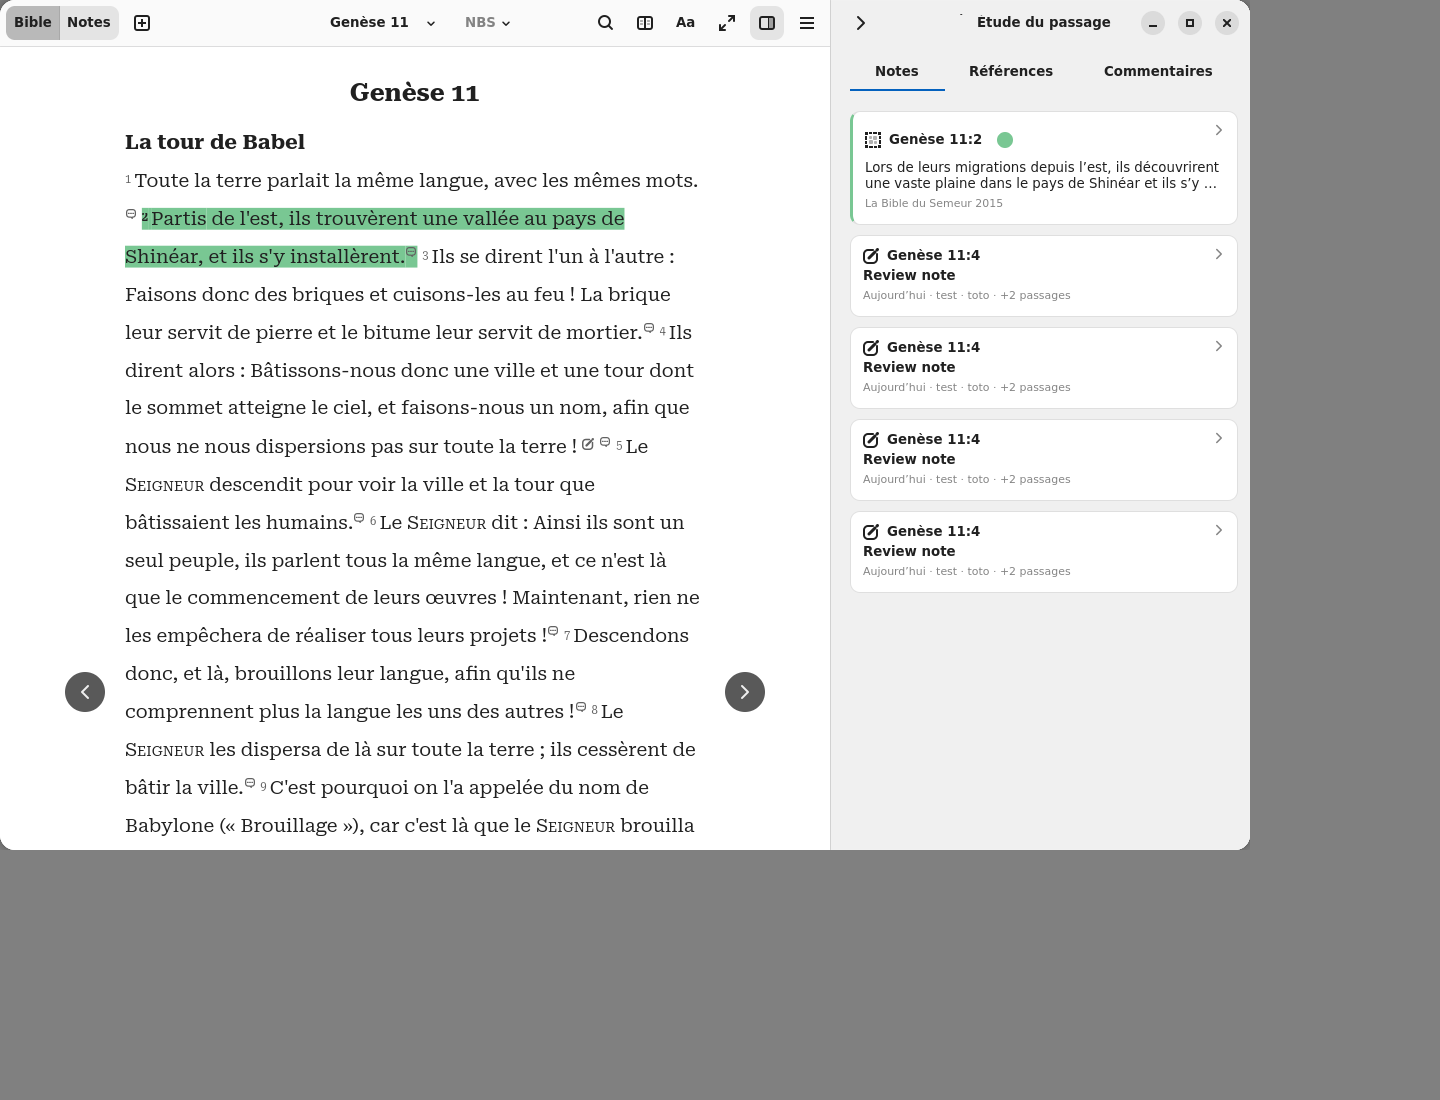 Bible Notes Genèse 11 NBS Aa
Étude du passage
Genèse 11
La tour de Babel
1 Toute la terre parlait la même langue, avec les mêmes mots.
2 Partis de l'est, ils trouvèrent une vallée au pays de
Shinéar, et ils s'y installèrent. 3 Ils se dirent l'un à l'autre :
Faisons donc des briques et cuisons-les au feu ! La brique
leur servit de pierre et le bitume leur servit de mortier. 4 Ils
dirent alors : Bâtissons-nous donc une ville et une tour dont
le sommet atteigne le ciel, et faisons-nous un nom, afin que
nous ne nous dispersions pas sur toute la terre ! 5 Le
Seigneur descendit pour voir la ville et la tour que
bâtissaient les humains. 6 Le Seigneur dit : Ainsi ils sont un
seul peuple, ils parlent tous la même langue, et ce n'est là
que le commencement de leurs œuvres ! Maintenant, rien ne
les empêchera de réaliser tous leurs projets ! 7 Descendons
donc, et là, brouillons leur langue, afin qu'ils ne
comprennent plus la langue les uns des autres ! 8 Le
Seigneur les dispersa de là sur toute la terre ; ils cessèrent de
bâtir la ville. 9 C'est pourquoi on l'a appelée du nom de
Babylone (« Brouillage »), car c'est là que le Seigneur brouilla
Notes Références Commentaires
Genèse 11:2
Lors de leurs migrations depuis l’est, ils découvrirent
une vaste plaine dans le pays de Shinéar et ils s’y …
La Bible du Semeur 2015
Genèse 11:4
Review note
Aujourd’hui · test · toto · +2 passages
Genèse 11:4
Review note
Aujourd’hui · test · toto · +2 passages
Genèse 11:4
Review note
Aujourd’hui · test · toto · +2 passages
Genèse 11:4
Review note
Aujourd’hui · test · toto · +2 passages